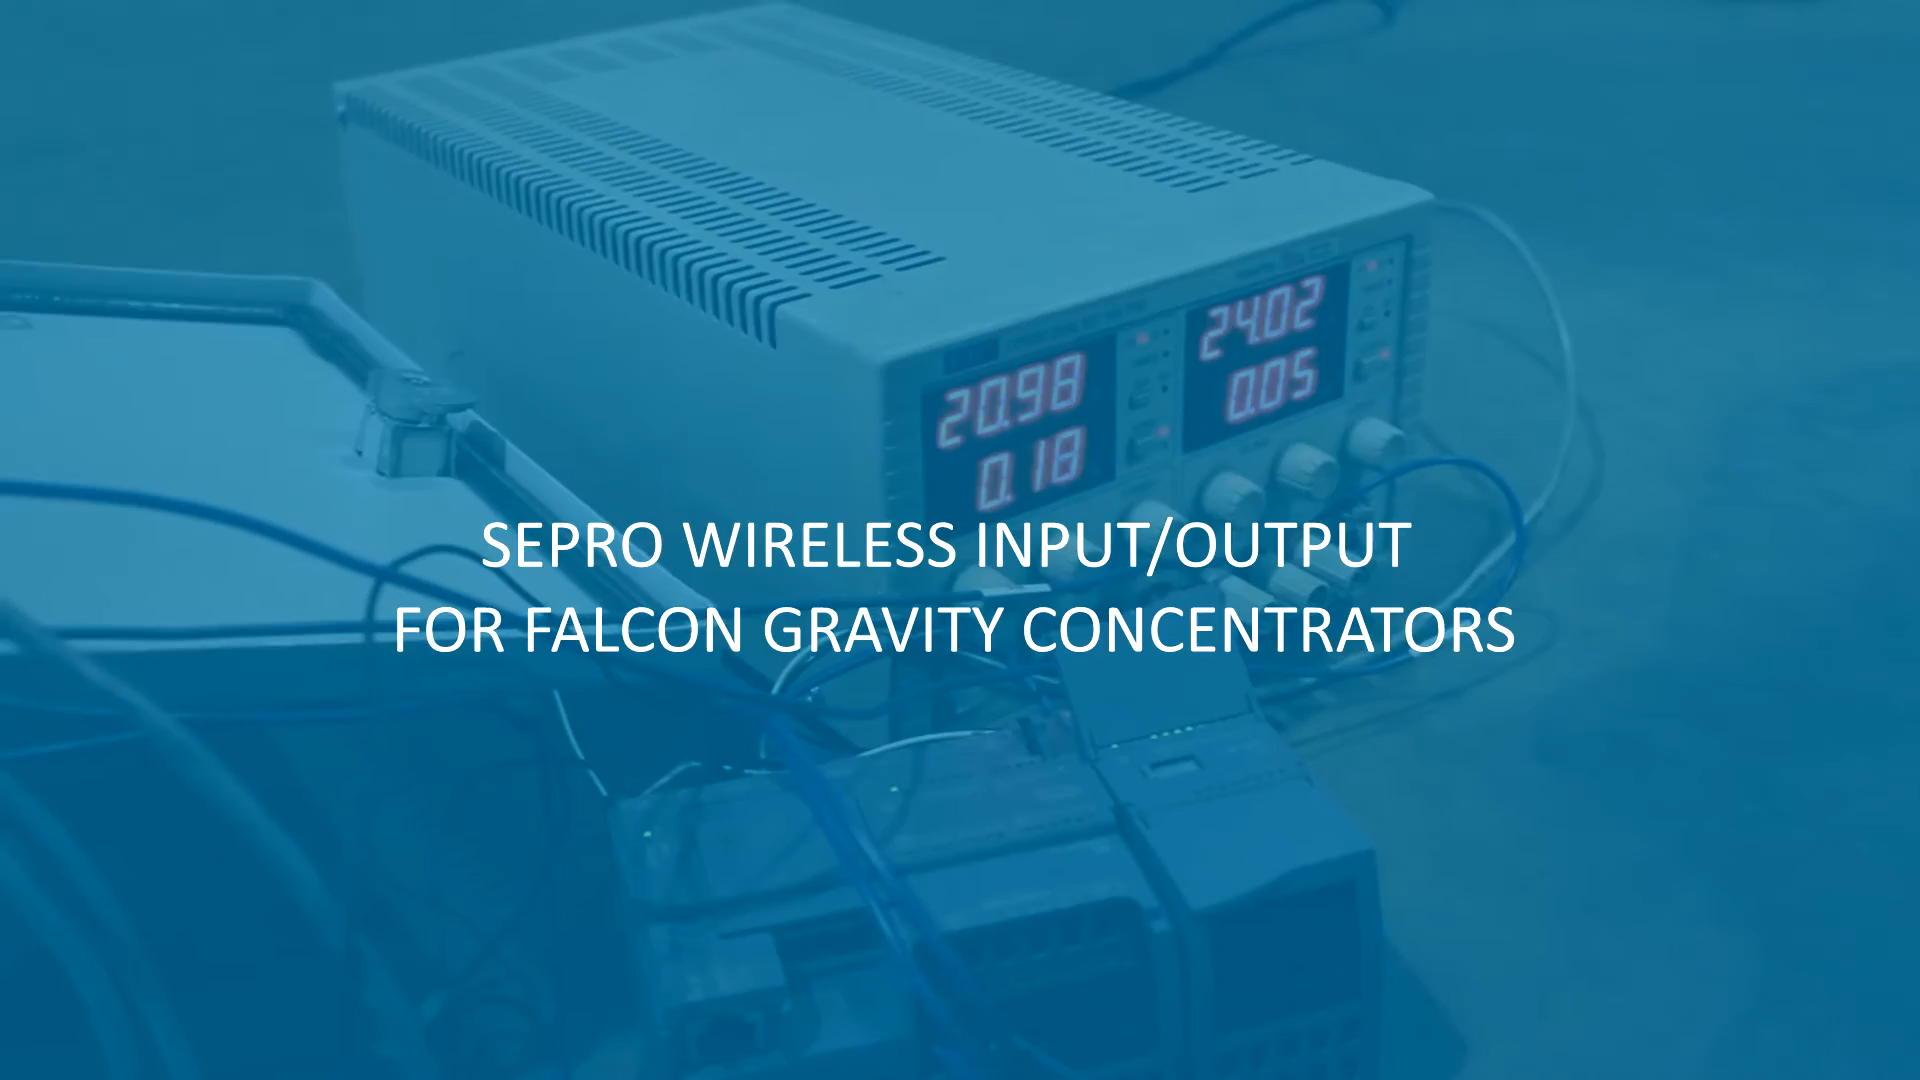 20.98
0.18
24.02
0.05
SEPRO WIRELESS INPUT/OUTPUT
FOR FALCON GRAVITY CONCENTRATORS